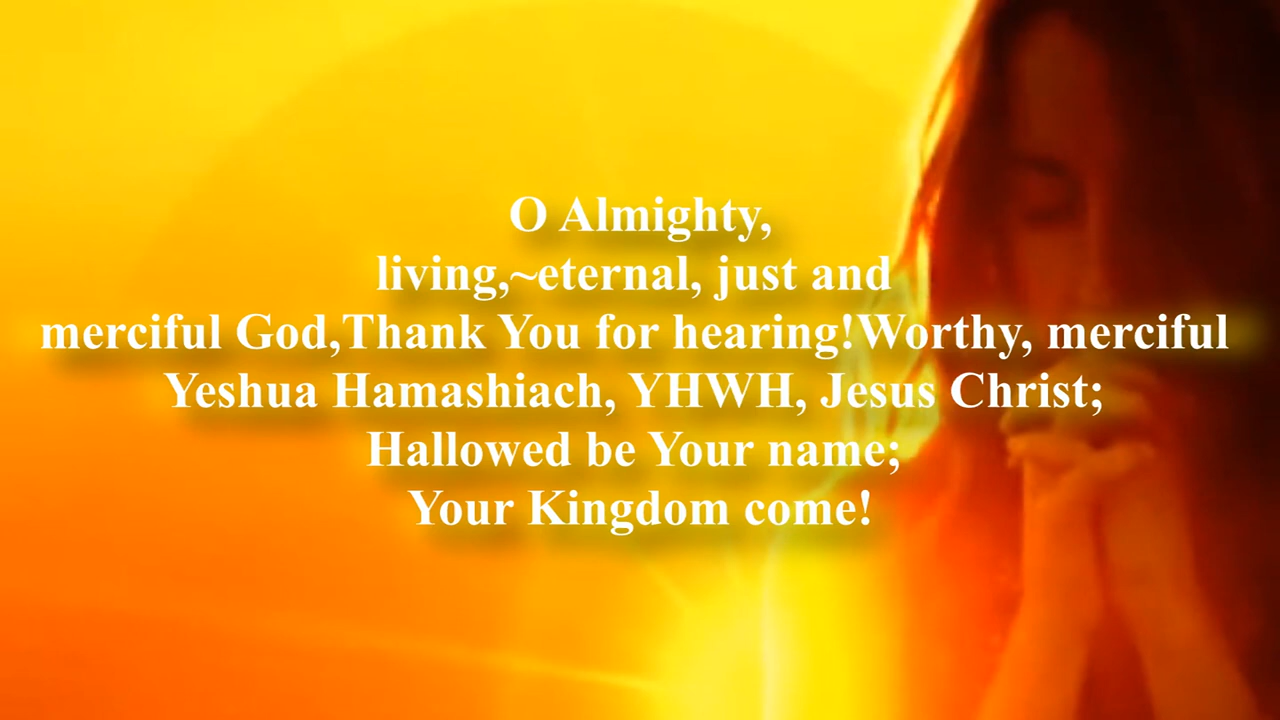 O Almighty,
living,~eternal, just and
merciful God,Thank You for hearing!Worthy, merciful
Yeshua Hamashiach, YHWH, Jesus Christ;
Hallowed be Your name;
Your Kingdom come!